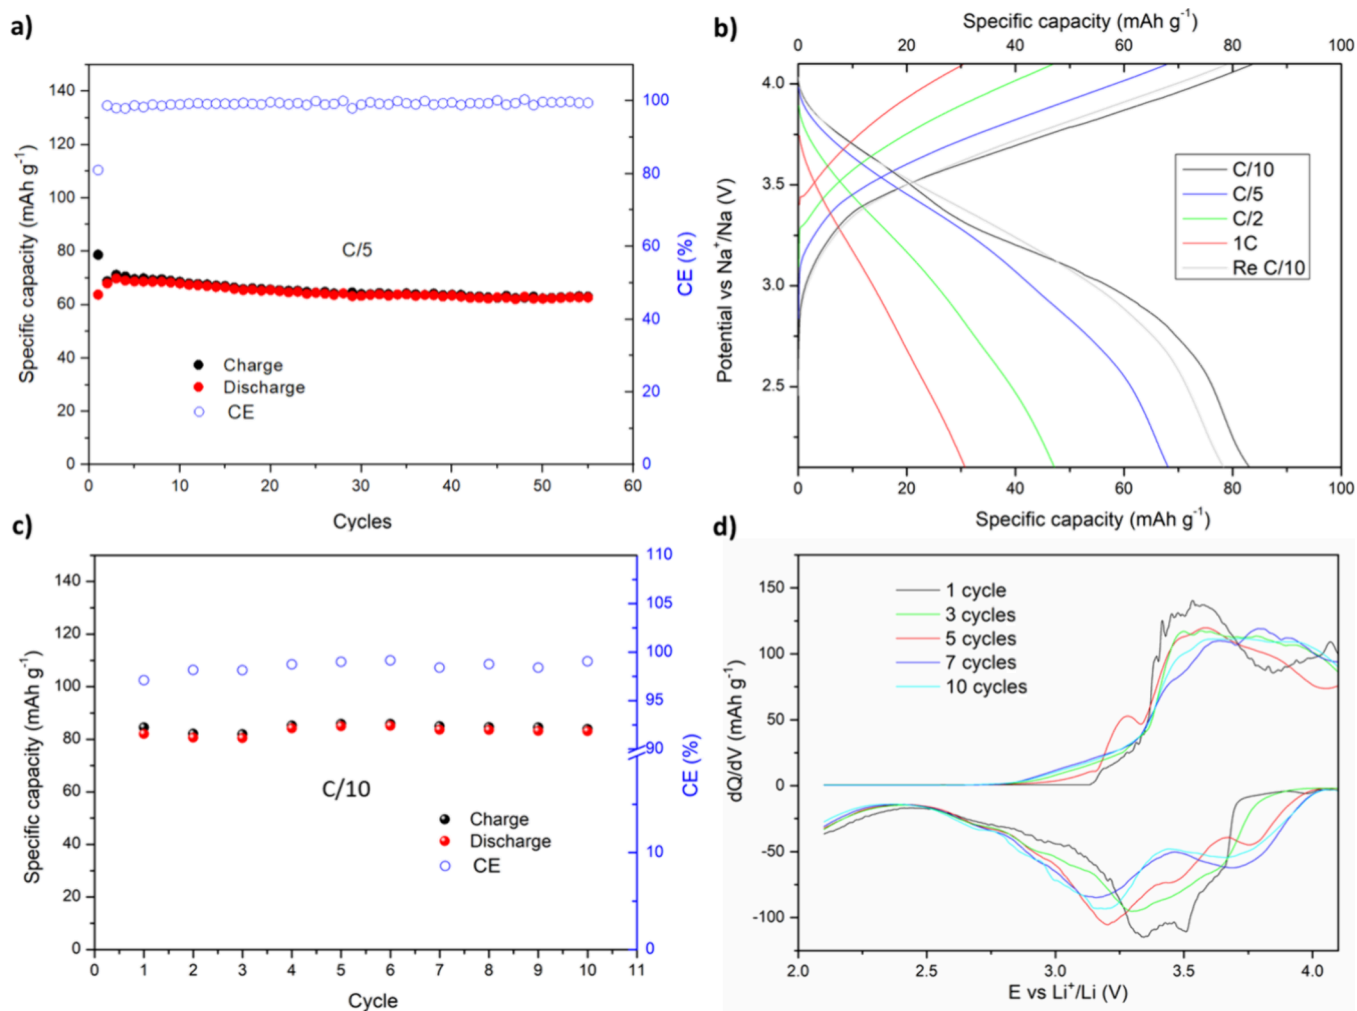 a)
140
120
100
80
60
40
20
0
Specific capacity (mAh g⁻¹)
C/5
Charge
Discharge
CE
100
80
60
40
20
0
CE (%)
0 10 20 30 40 50 60
Cycles
b)
Specific capacity (mAh g⁻¹)
0 20 40 60 80 100
4.0
3.5
3.0
2.5
Potential vs Na⁺/Na (V)
C/10
C/5
C/2
1C
Re C/10
0 20 40 60 80 100
Specific capacity (mAh g⁻¹)
c)
140
120
100
80
60
40
20
0
Specific capacity (mAh g⁻¹)
C/10
Charge
Discharge
CE
110
105
100
95
90
10
0
CE (%)
0 1 2 3 4 5 6 7 8 9 10 11
Cycle
d)
150
100
50
0
-50
-100
dQ/dV (mAh g⁻¹)
1 cycle
3 cycles
5 cycles
7 cycles
10 cycles
2.0 2.5 3.0 3.5 4.0
E vs Li⁺/Li (V)